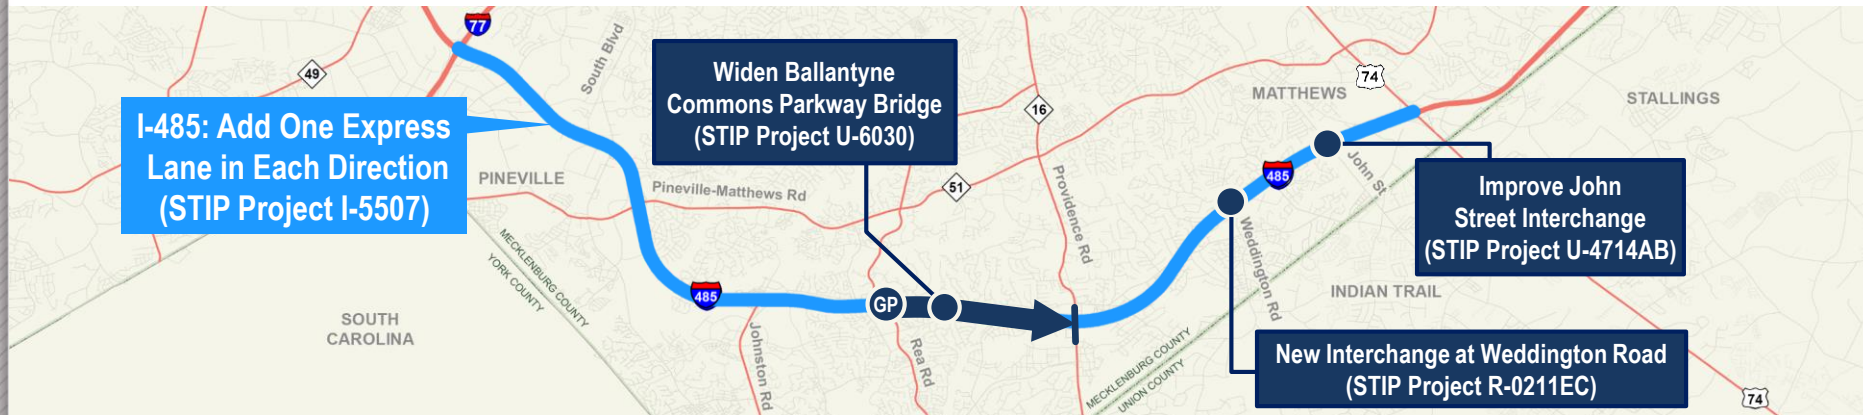 77
49
South Blvd
Widen Ballantyne
Commons Parkway Bridge
(STIP Project U-6030)
16
74
MATTHEWS
STALLINGS
I-485: Add One Express
Lane in Each Direction
(STIP Project I-5507)
PINEVILLE
Pineville-Matthews Rd
51
Providence Rd
485
John St
Improve John
Street Interchange
(STIP Project U-4714AB)
Weddington Rd
MECKLENBURG COUNTY
YORK COUNTY
485
GP
INDIAN TRAIL
SOUTH
CAROLINA
Johnston Rd
Rea Rd
MECKLENBURG COUNTY
UNION COUNTY
New Interchange at Weddington Road
(STIP Project R-0211EC)
74